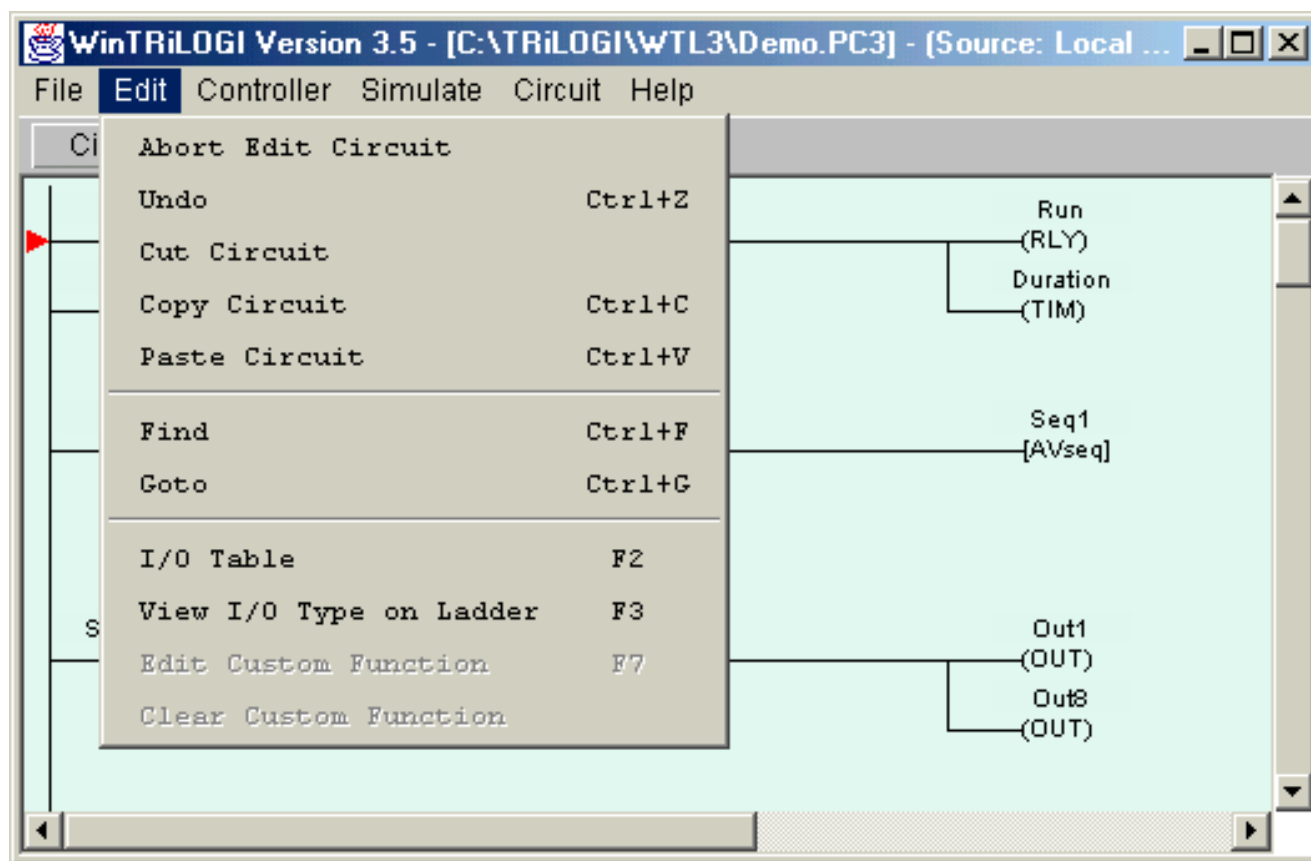 WinTRiLOGI Version 3.5 - [C:\TRiLOGI\WTL3\Demo.PC3] - (Source: Local ...
File Edit Controller Simulate Circuit Help
Ci
Abort Edit Circuit
Undo Ctrl+Z
Cut Circuit
Copy Circuit Ctrl+C
Paste Circuit Ctrl+V
Find Ctrl+F
Goto Ctrl+G
I/O Table F2
View I/O Type on Ladder F3
Edit Custom Function F7
Clear Custom Function
S
Run
(RLY)
Duration
(TIM)
Seq1
[AVseq]
Out1
(OUT)
Out8
(OUT)